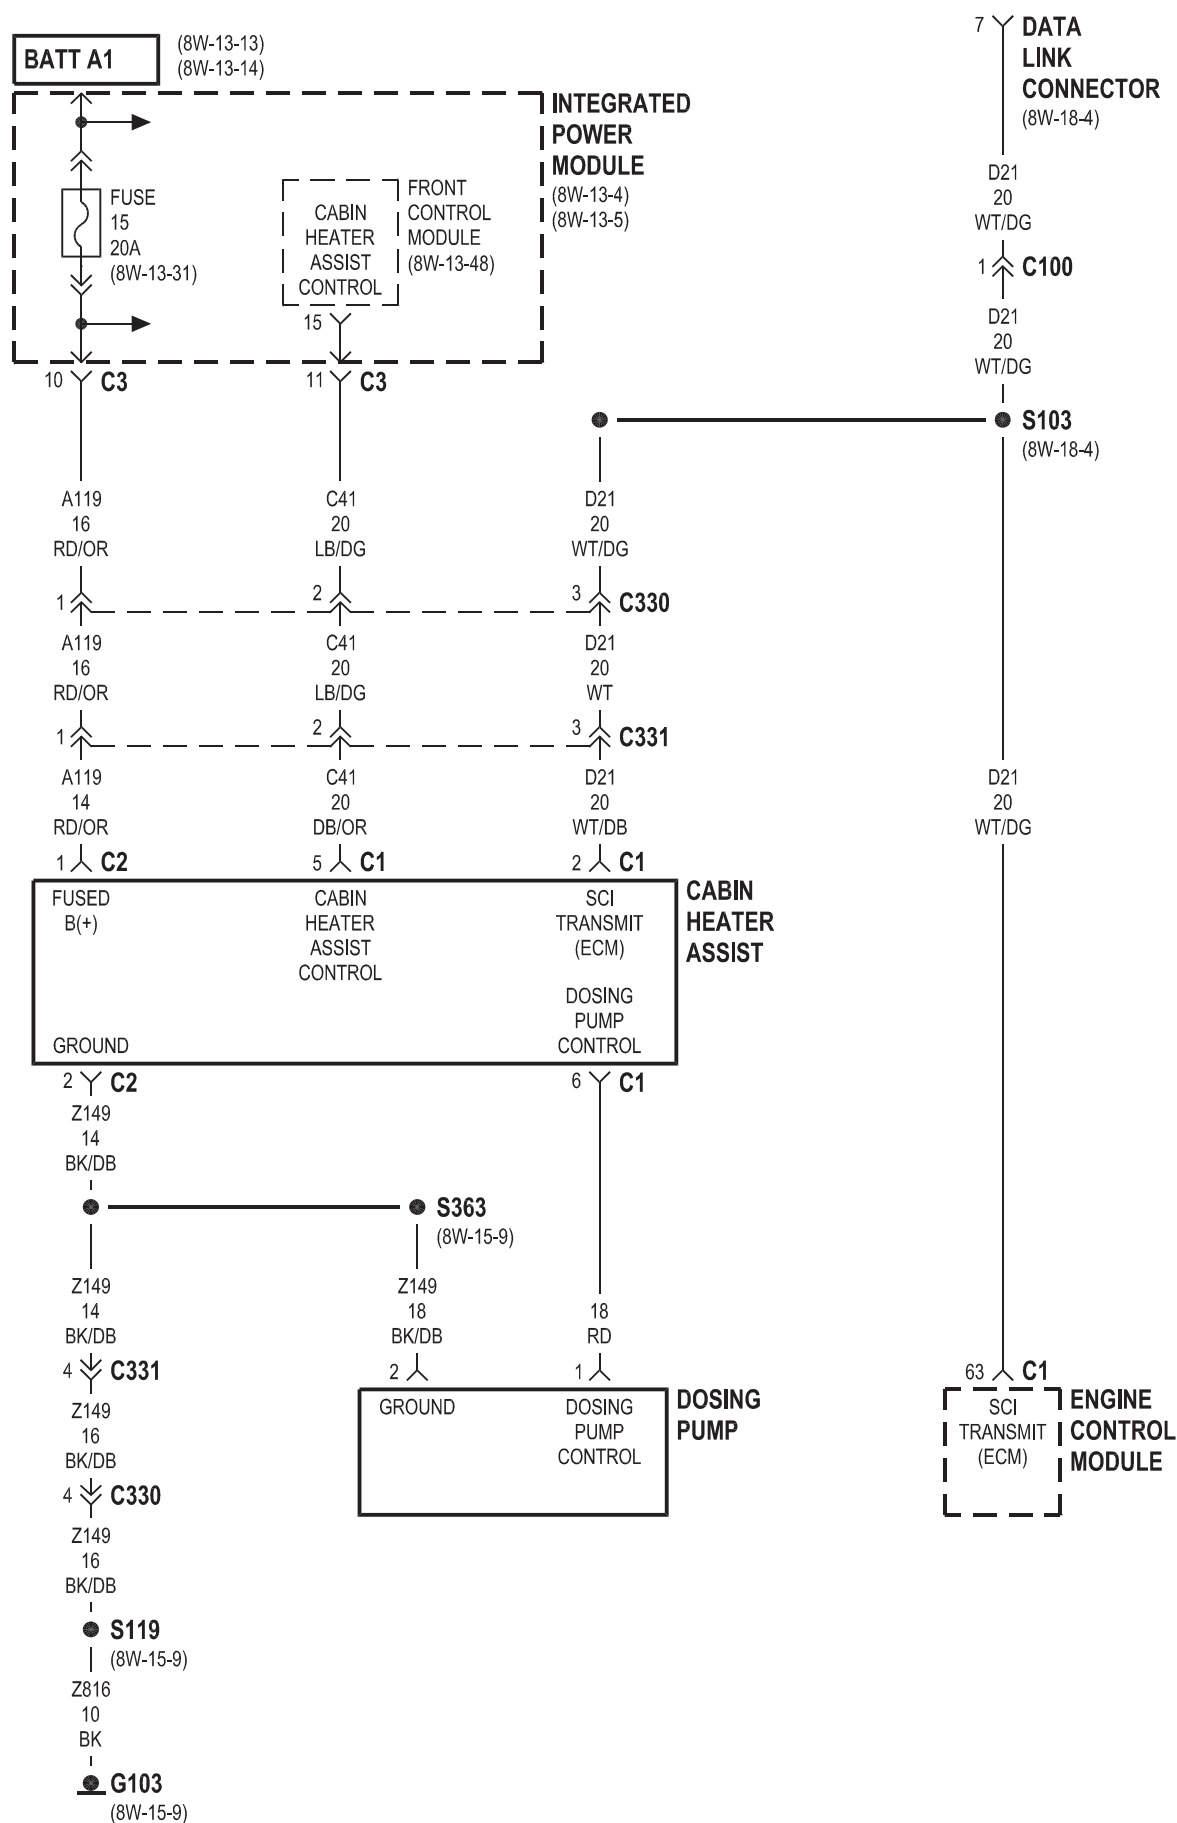 BATT A1
(8W-13-13)
(8W-13-14)
7
DATA
LINK
CONNECTOR
(8W-18-4)
INTEGRATED
POWER
MODULE
(8W-13-4)
(8W-13-5)
FUSE
15
20A
(8W-13-31)
CABIN
HEATER
ASSIST
CONTROL
FRONT
CONTROL
MODULE
(8W-13-48)
15
10
C3
11
C3
D21
20
WT/DG
1
C100
D21
20
WT/DG
S103
(8W-18-4)
A119
16
RD/OR
C41
20
LB/DG
D21
20
WT/DG
1
2
3
C330
A119
16
RD/OR
C41
20
LB/DG
D21
20
WT
1
2
3
C331
A119
14
RD/OR
C41
20
DB/OR
D21
20
WT/DB
D21
20
WT/DG
1
C2
5
C1
2
C1
FUSED
B(+)
CABIN
HEATER
ASSIST
CONTROL
SCI
TRANSMIT
(ECM)
DOSING
PUMP
CONTROL
GROUND
CABIN
HEATER
ASSIST
2
C2
6
C1
Z149
14
BK/DB
S363
(8W-15-9)
Z149
14
BK/DB
Z149
18
BK/DB
18
RD
4
C331
2
1
63
C1
GROUND
DOSING
PUMP
CONTROL
DOSING
PUMP
SCI
TRANSMIT
(ECM)
ENGINE
CONTROL
MODULE
Z149
16
BK/DB
4
C330
Z149
16
BK/DB
S119
(8W-15-9)
Z816
10
BK
G103
(8W-15-9)